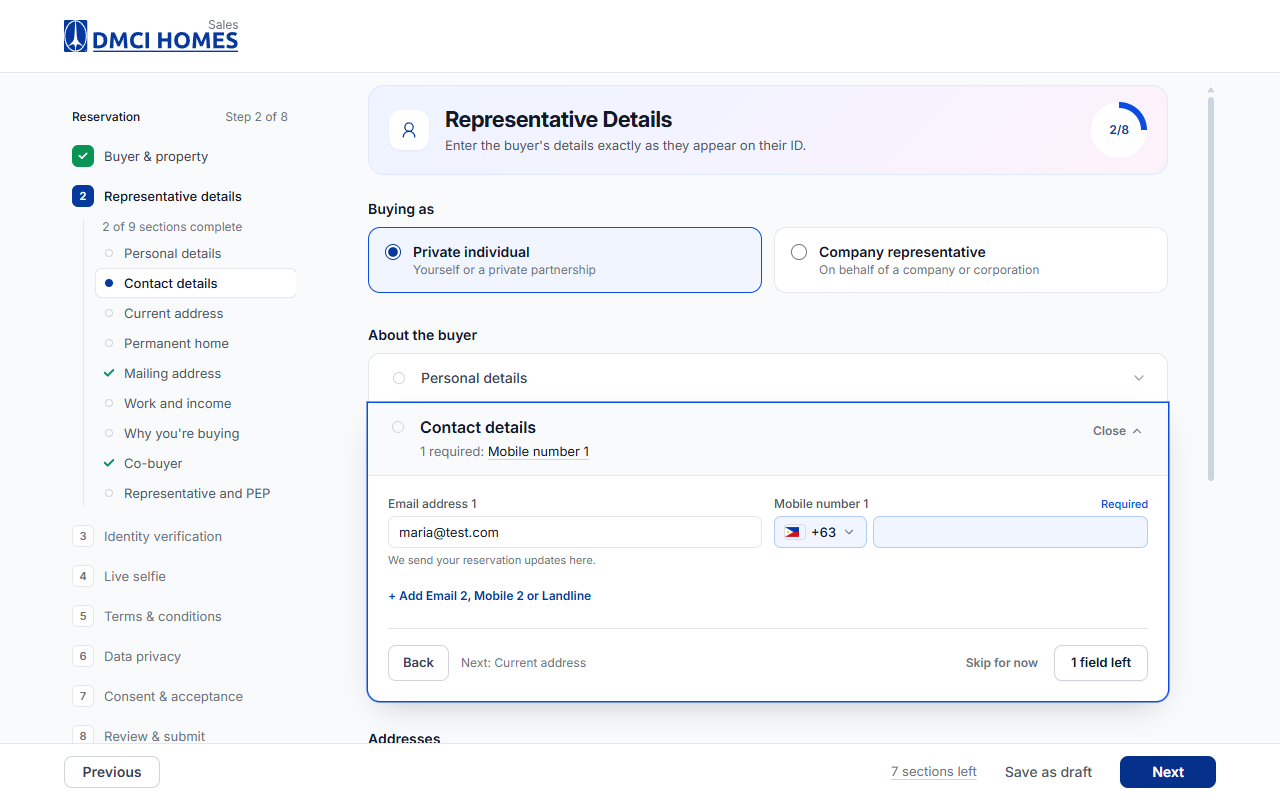 Sales
DMCI HOMES
Reservation
Step 2 of 8
Buyer & property
2 Representative details
2 of 9 sections complete
Personal details
Contact details
Current address
Permanent home
Mailing address
Work and income
Why you're buying
Co-buyer
Representative and PEP
3 Identity verification
4 Live selfie
5 Terms & conditions
6 Data privacy
7 Consent & acceptance
8 Review & submit
Representative Details
Enter the buyer's details exactly as they appear on their ID.
2/8
Buying as
Private individual
Yourself or a private partnership
Company representative
On behalf of a company or corporation
About the buyer
Personal details
Contact details
1 required: Mobile number 1
Close
Email address 1
maria@test.com
We send your reservation updates here.
Mobile number 1
Required
+63
+ Add Email 2, Mobile 2 or Landline
Back
Next: Current address
Skip for now
1 field left
Addresses
Previous
7 sections left
Save as draft
Next